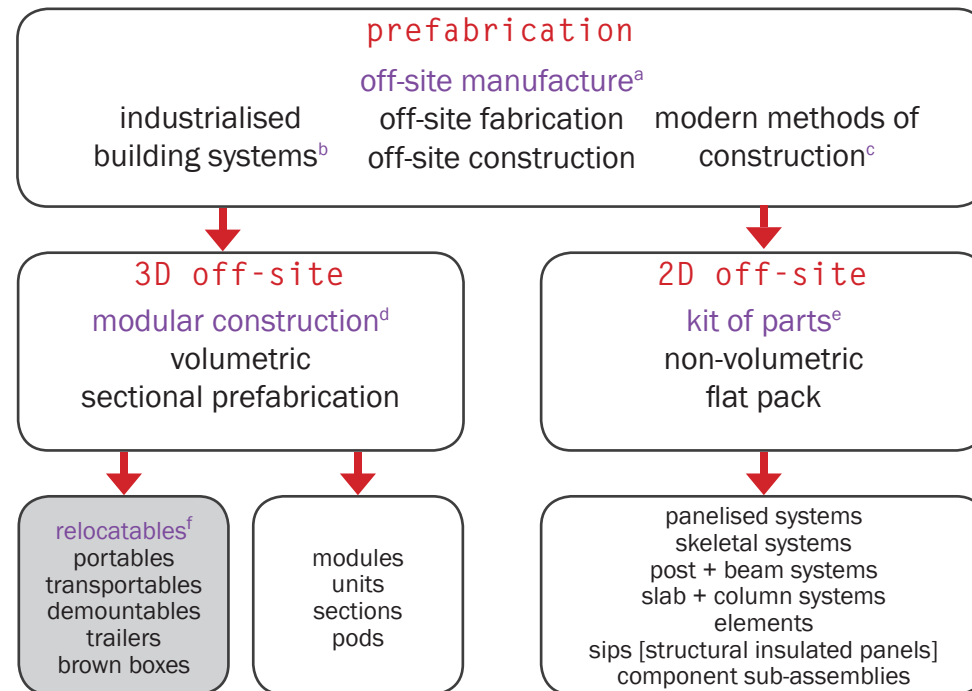 prefabrication
off-site manufactureᵃ
industrialised
building systemsᵇ
off-site fabrication
off-site construction
modern methods of
constructionᶜ
3D off-site
modular constructionᵈ
volumetric
sectional prefabrication
2D off-site
kit of partsᵉ
non-volumetric
flat pack
relocatablesᶠ
portables
transportables
demountables
trailers
brown boxes
modules
units
sections
pods
panelised systems
skeletal systems
post + beam systems
slab + column systems
elements
sips [structural insulated panels]
component sub-assemblies